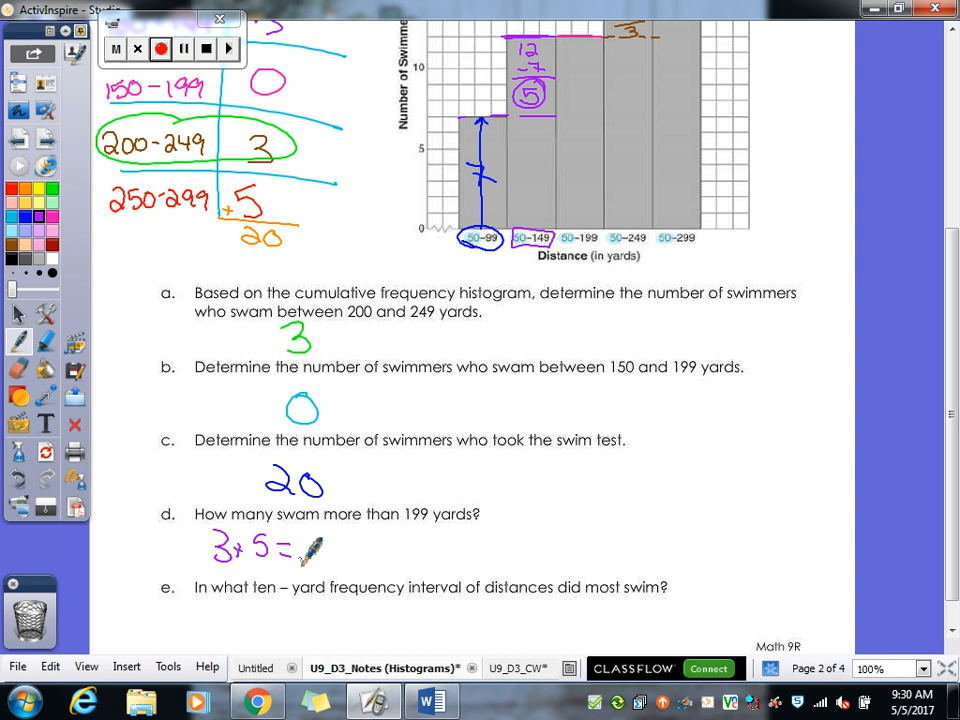 ActivInspire - Studio
M
150-199 0
200-249 3
250-299 +5
20
Number of Swimme
10
5
0
3
12
-7
5
7
50–99 50–149 50–199 50–249 50–299
Distance (in yards)
a. Based on the cumulative frequency histogram, determine the number of swimmers
who swam between 200 and 249 yards.
3
b. Determine the number of swimmers who swam between 150 and 199 yards.
0
c. Determine the number of swimmers who took the swim test.
20
d. How many swam more than 199 yards?
3+5=
e. In what ten – yard frequency interval of distances did most swim?
Math 9R
File Edit View Insert Tools Help Untitled U9_D3_Notes (Histograms)* U9_D3_CW* CLASSFLOW Connect Page 2 of 4 100%
9:30 AM
5/5/2017